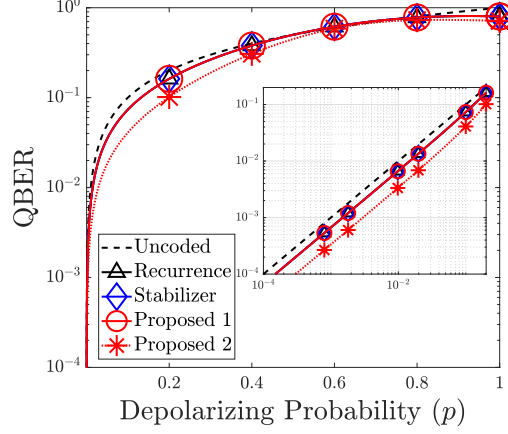 10^0
10^-1
10^-2
10^-3
10^-4
QBER
10^-1
10^-2
10^-3
10^-4
10^-4
10^-2
Uncoded
Recurrence
Stabilizer
Proposed 1
Proposed 2
0.2
0.4
0.6
0.8
1
Depolarizing Probability (p)